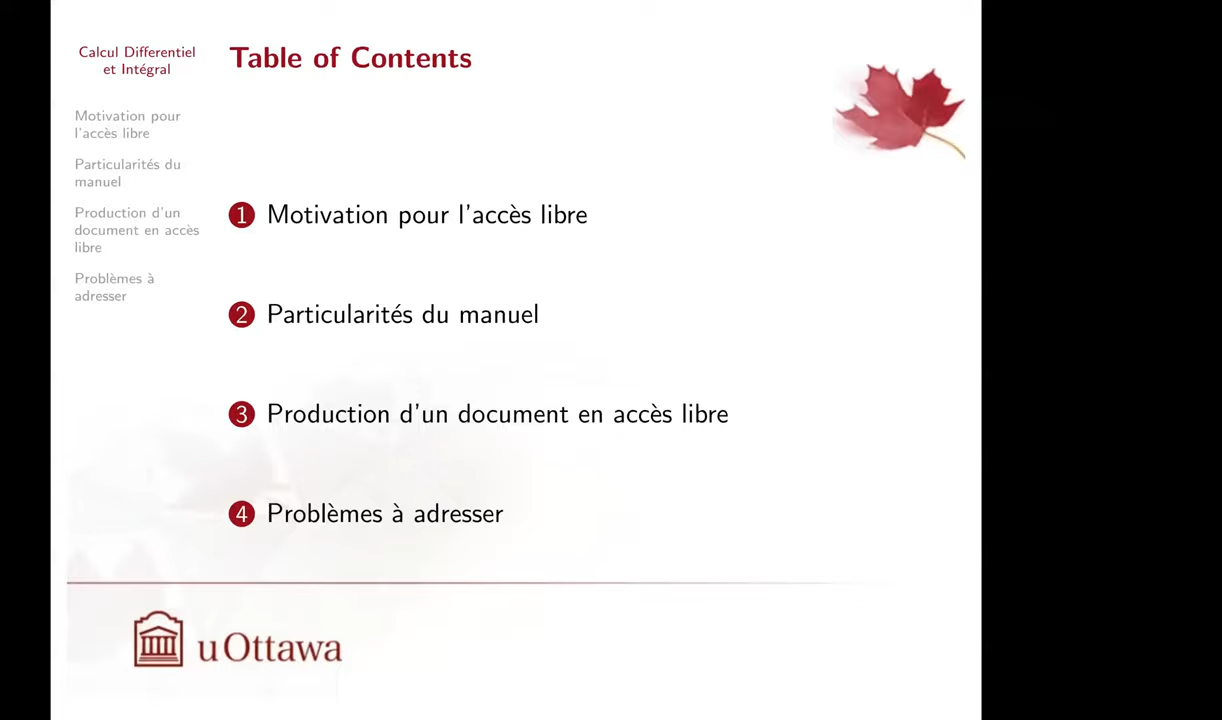 Calcul Differentiel
et Intégral
Motivation pour
l'accès libre
Particularités du
manuel
Production d'un
document en accès
libre
Problèmes à
adresser
Table of Contents
1 Motivation pour l'accès libre
2 Particularités du manuel
3 Production d'un document en accès libre
4 Problèmes à adresser
uOttawa